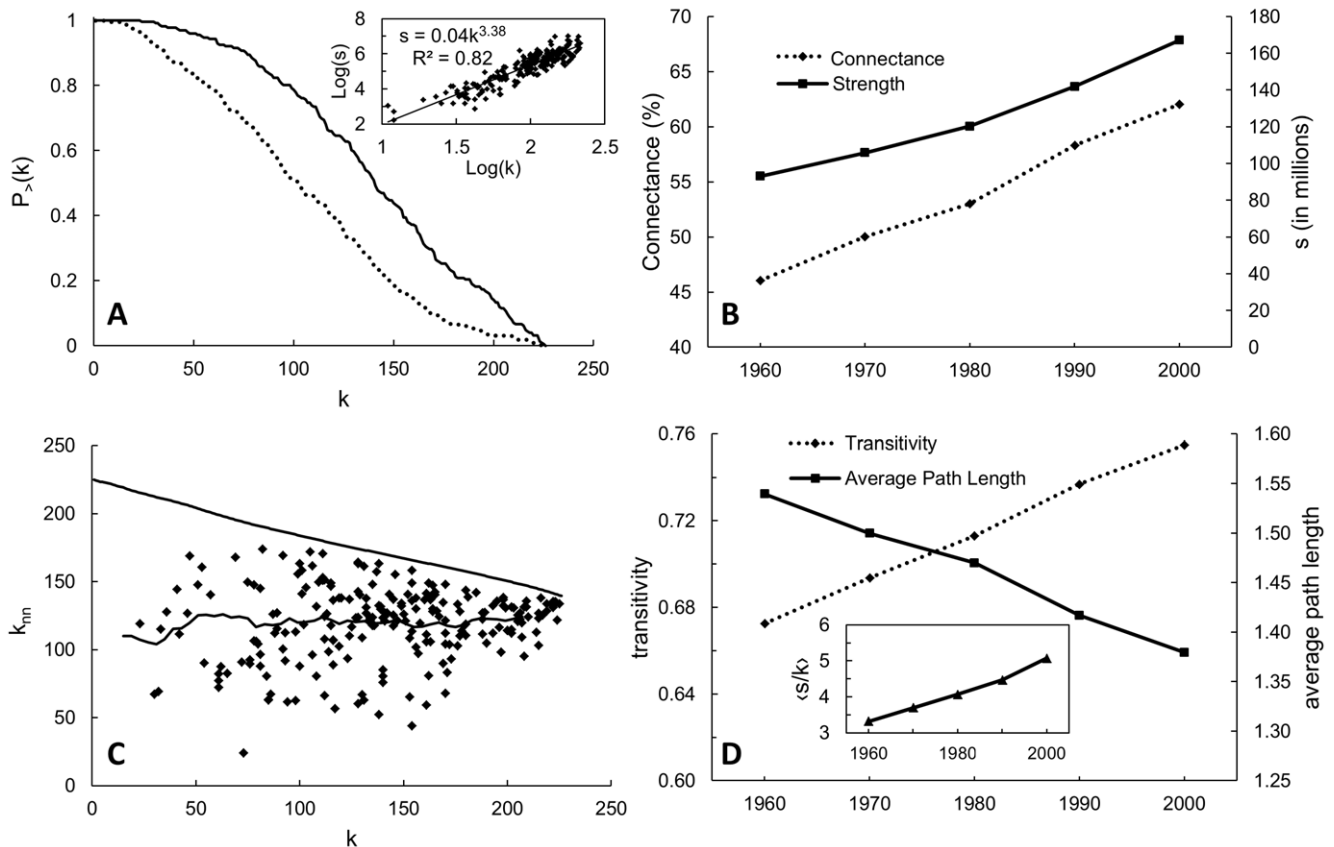 1
0.8
0.6
0.4
0.2
0
P>(k)
0 50 100 150 200 250
k
A
8
6
4
2
Log(s)
s = 0.04k^3.38
R² = 0.82
1 1.5 2 2.5
Log(k)
70
65
60
55
50
45
40
Connectance (%)
Connectance
Strength
180
160
140
120
100
80
60
40
20
0
s (in millions)
B
1960 1970 1980 1990 2000
250
200
150
100
50
0
knn
C
0 50 100 150 200 250
k
0.76
0.72
0.68
0.64
0.60
transitivity
Transitivity
Average Path Length
1.60
1.55
1.50
1.45
1.40
1.35
1.30
1.25
average path length
6
5
4
3
‹s/k›
1960 1980 2000
D
1960 1970 1980 1990 2000